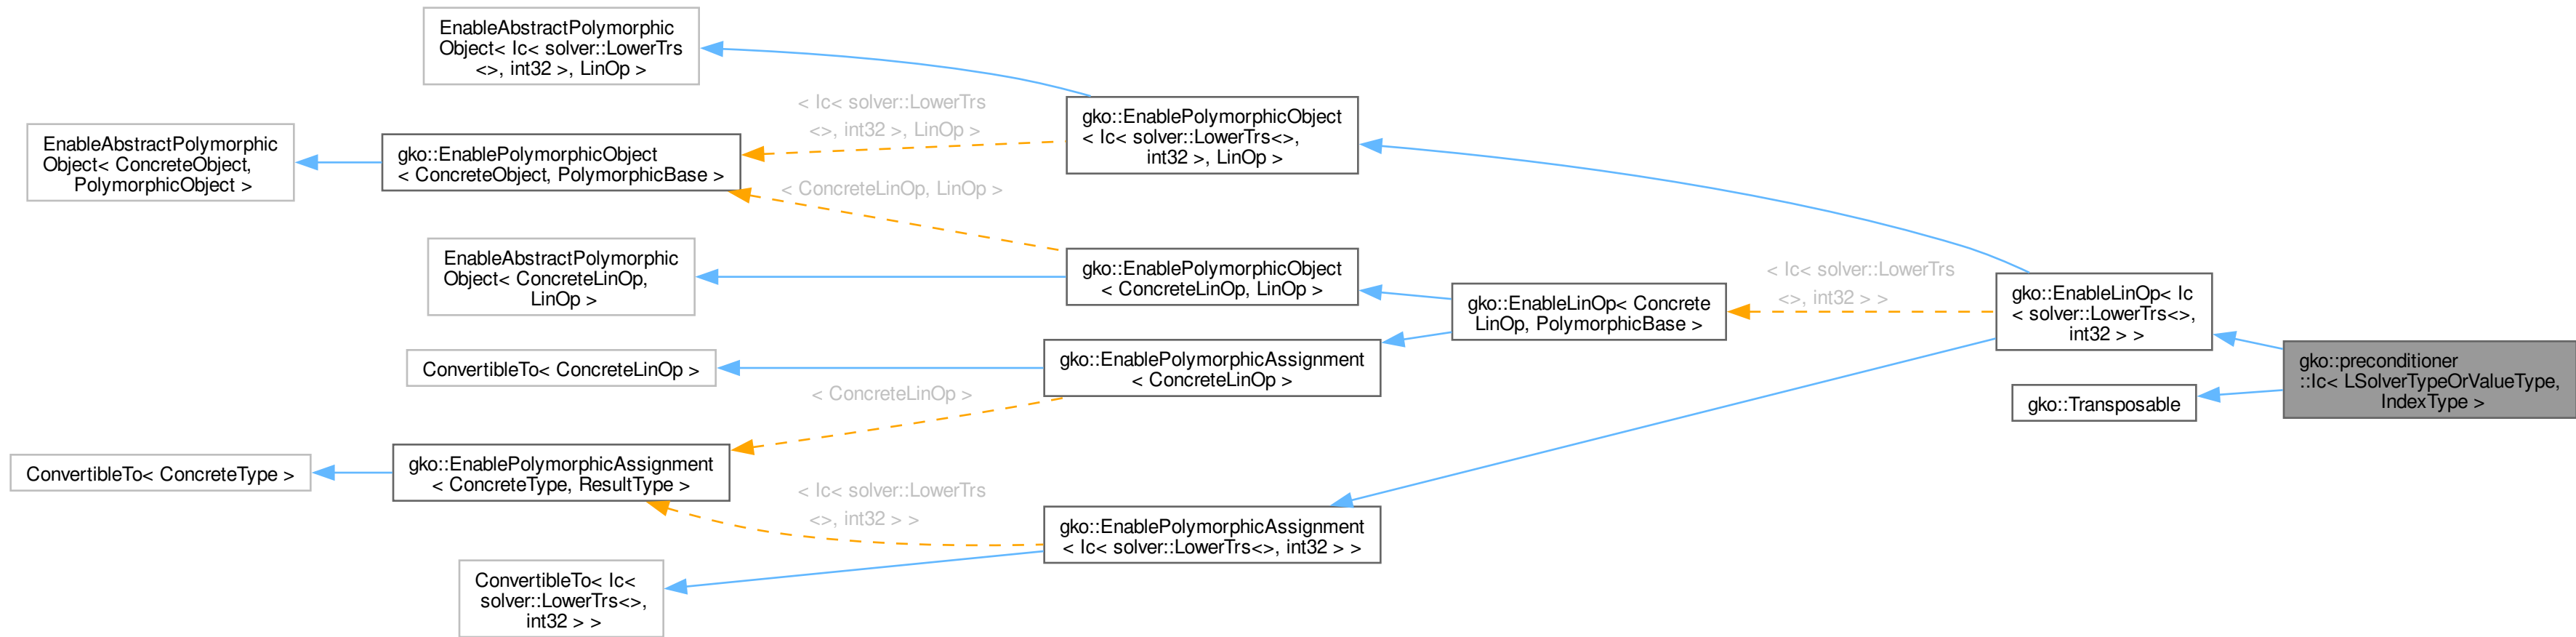 EnableAbstractPolymorphic
Object< Ic< solver::LowerTrs
<>, int32 >, LinOp >
EnableAbstractPolymorphic
Object< ConcreteObject,
PolymorphicObject >
gko::EnablePolymorphicObject
< ConcreteObject, PolymorphicBase >
< Ic< solver::LowerTrs
<>, int32 >, LinOp >
gko::EnablePolymorphicObject
< Ic< solver::LowerTrs<>,
int32 >, LinOp >
< ConcreteLinOp, LinOp >
EnableAbstractPolymorphic
Object< ConcreteLinOp,
LinOp >
gko::EnablePolymorphicObject
< ConcreteLinOp, LinOp >
gko::EnableLinOp< Concrete
LinOp, PolymorphicBase >
< Ic< solver::LowerTrs
<>, int32 > >
gko::EnableLinOp< Ic
< solver::LowerTrs<>,
int32 > >
ConvertibleTo< ConcreteLinOp >
gko::EnablePolymorphicAssignment
< ConcreteLinOp >
gko::Transposable
gko::preconditioner
::Ic< LSolverTypeOrValueType,
IndexType >
< ConcreteLinOp >
ConvertibleTo< ConcreteType >
gko::EnablePolymorphicAssignment
< ConcreteType, ResultType >
< Ic< solver::LowerTrs
<>, int32 > >
gko::EnablePolymorphicAssignment
< Ic< solver::LowerTrs<>, int32 > >
ConvertibleTo< Ic<
solver::LowerTrs<>,
int32 > >